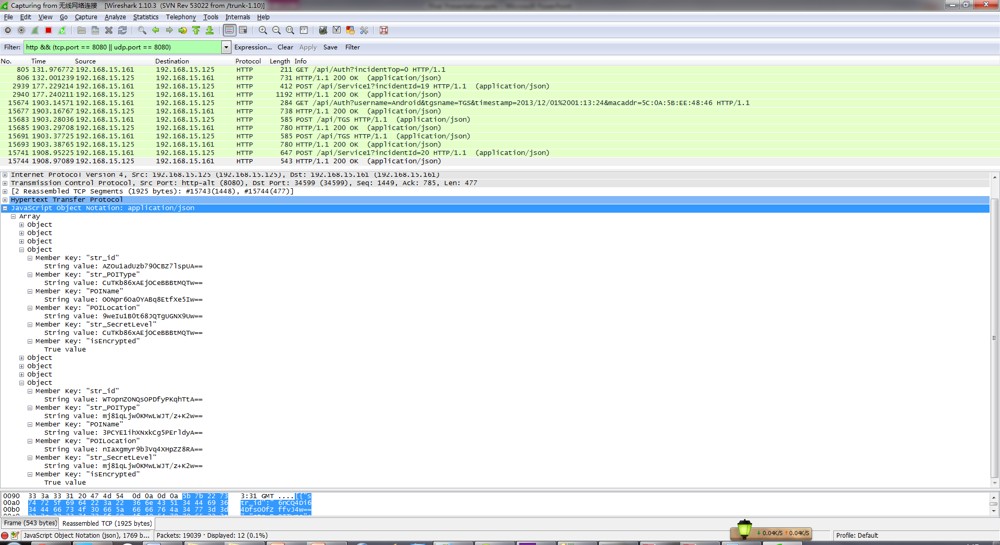 Capturing from 无线网络连接 [Wireshark 1.10.3 (SVN Rev 53022 from /trunk-1.10)]
File Edit View Go Capture Analyze Statistics Telephony Tools Internals Help
Filter: http && (tcp.port == 8080 || udp.port == 8080) Expression... Clear Apply Save Filter
No. Time Source Destination Protocol Length Info
805 131.976772 192.168.15.161 192.168.15.125 HTTP 211 GET /api/Auth?incidentTop=0 HTTP/1.1
806 132.001239 192.168.15.125 192.168.15.161 HTTP 731 HTTP/1.1 200 OK (application/json)
2939 177.229214 192.168.15.161 192.168.15.125 HTTP 412 POST /api/Service1?incidentId=19 HTTP/1.1 (application/json)
2940 177.240211 192.168.15.125 192.168.15.161 HTTP 1192 HTTP/1.1 200 OK (application/json)
15674 1903.14571 192.168.15.161 192.168.15.125 HTTP 284 GET /api/Auth?username=Android&tgsname=TGS&timestamp=2013/12/01%2001:13:24&macaddr=5C:0A:5B:EE:48:46 HTTP/1.1
15677 1903.16767 192.168.15.125 192.168.15.161 HTTP 738 HTTP/1.1 200 OK (application/json)
15683 1903.28036 192.168.15.161 192.168.15.125 HTTP 585 POST /api/TGS HTTP/1.1 (application/json)
15685 1903.29708 192.168.15.125 192.168.15.161 HTTP 780 HTTP/1.1 200 OK (application/json)
15691 1903.37725 192.168.15.161 192.168.15.125 HTTP 585 POST /api/TGS HTTP/1.1 (application/json)
15693 1903.38765 192.168.15.125 192.168.15.161 HTTP 780 HTTP/1.1 200 OK (application/json)
15741 1908.95225 192.168.15.161 192.168.15.125 HTTP 647 POST /api/Service1?incidentId=20 HTTP/1.1 (application/json)
15744 1908.97089 192.168.15.125 192.168.15.161 HTTP 543 HTTP/1.1 200 OK (application/json)
Internet Protocol Version 4, Src: 192.168.15.125 (192.168.15.125), Dst: 192.168.15.161 (192.168.15.161)
Transmission Control Protocol, Src Port: http-alt (8080), Dst Port: 34599 (34599), Seq: 1449, Ack: 785, Len: 477
[2 Reassembled TCP Segments (1925 bytes): #15743(1448), #15744(477)]
Hypertext Transfer Protocol
JavaScript Object Notation: application/json
Array
Object
Object
Object
Object
Member Key: "str_id"
String value: AZOu1adUzb79OCBZ7lspUA==
Member Key: "str_POIType"
String value: CuTKb86xAEjOCeBBBtMQTw==
Member Key: "POIName"
String value: OONpr6Oa0YABq8EtfXe5Iw==
Member Key: "POILocation"
String value: 9weIu1B0t68JQTgUGNX9Uw==
Member Key: "str_SecretLevel"
String value: CuTKb86xAEjOCeBBBtMQTw==
Member Key: "isEncrypted"
True value
Object
Object
Object
Object
Member Key: "str_id"
String value: WTopnZONQsOPDfyPKqhTtA==
Member Key: "str_POIType"
String value: mj81qLjwOKMwLWJT/z+K2w==
Member Key: "POIName"
String value: 3PCYE1ihXNxkCg5PErldyA==
Member Key: "POILocation"
String value: nIaxgmyr9b3Vq4XHpZZ8RA==
Member Key: "str_SecretLevel"
String value: mj81qLjwOKMwLWJT/z+K2w==
Member Key: "isEncrypted"
True value
0090 33 3a 33 31 20 47 4d 54 0d 0a 0d 0a 5b 7b 22 73 3:31 GMT ....[{"s
00a0 74 72 5f 69 64 22 3a 22 36 6e 43 51 34 44 69 36 tr_id":" 6nCQ4Di6
00b0 34 44 66 73 4f 30 66 5a 66 66 76 4a 34 77 3d 3d 4DfsO0fZ ffvJ4w==
Frame (543 bytes) Reassembled TCP (1925 bytes)
JavaScript Object Notation (json), 1769 b... Packets: 19039 · Displayed: 12 (0.1%) 0.04K/S 0.04K/S Profile: Default